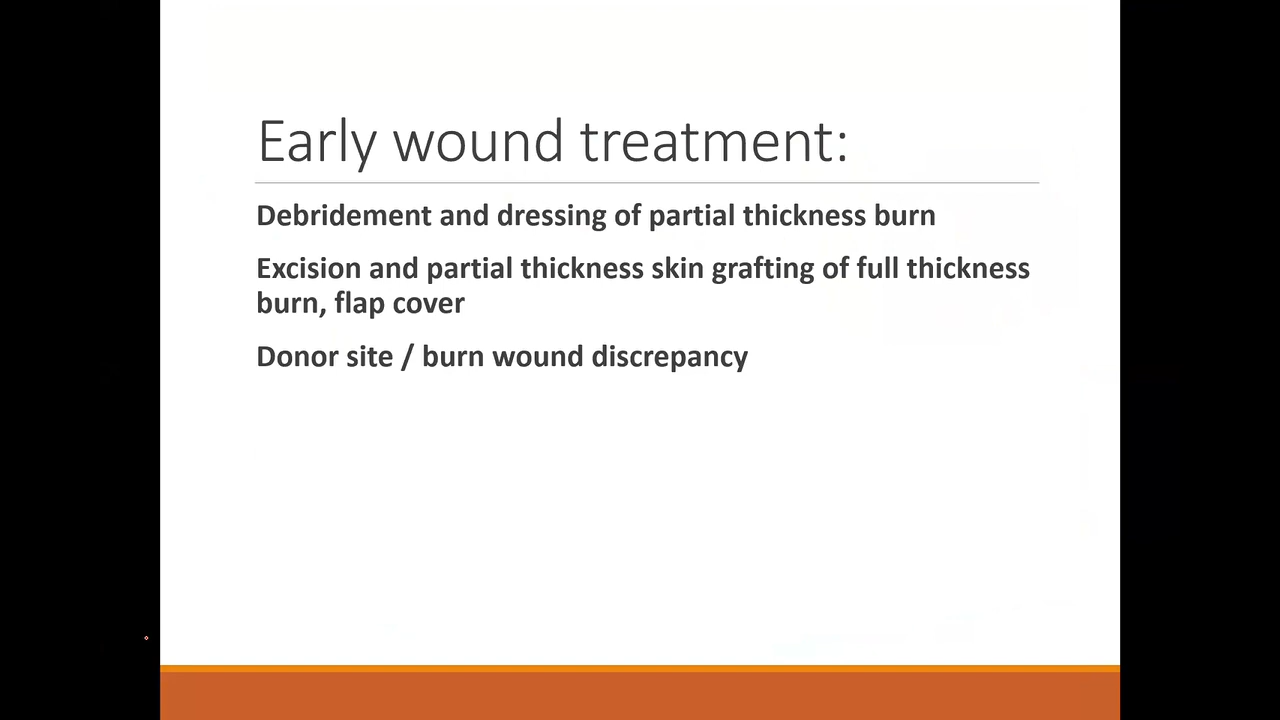 Early wound treatment:
Debridement and dressing of partial thickness burn
Excision and partial thickness skin grafting of full thickness
burn, flap cover
Donor site / burn wound discrepancy